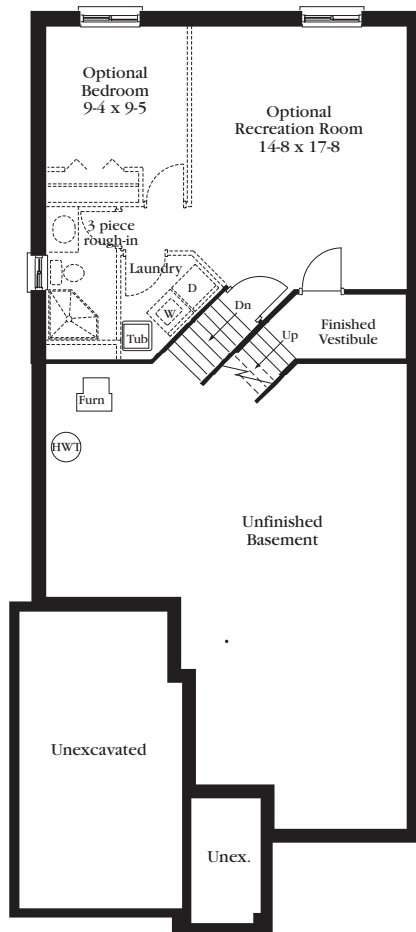 Optional
Bedroom
9-4 x 9-5
Optional
Recreation Room
14-8 x 17-8
3 piece
rough-in
Laundry
D
W
Tub
Dn
Up
Finished
Vestibule
Furn
HWT
Unfinished
Basement
Unexcavated
Unex.